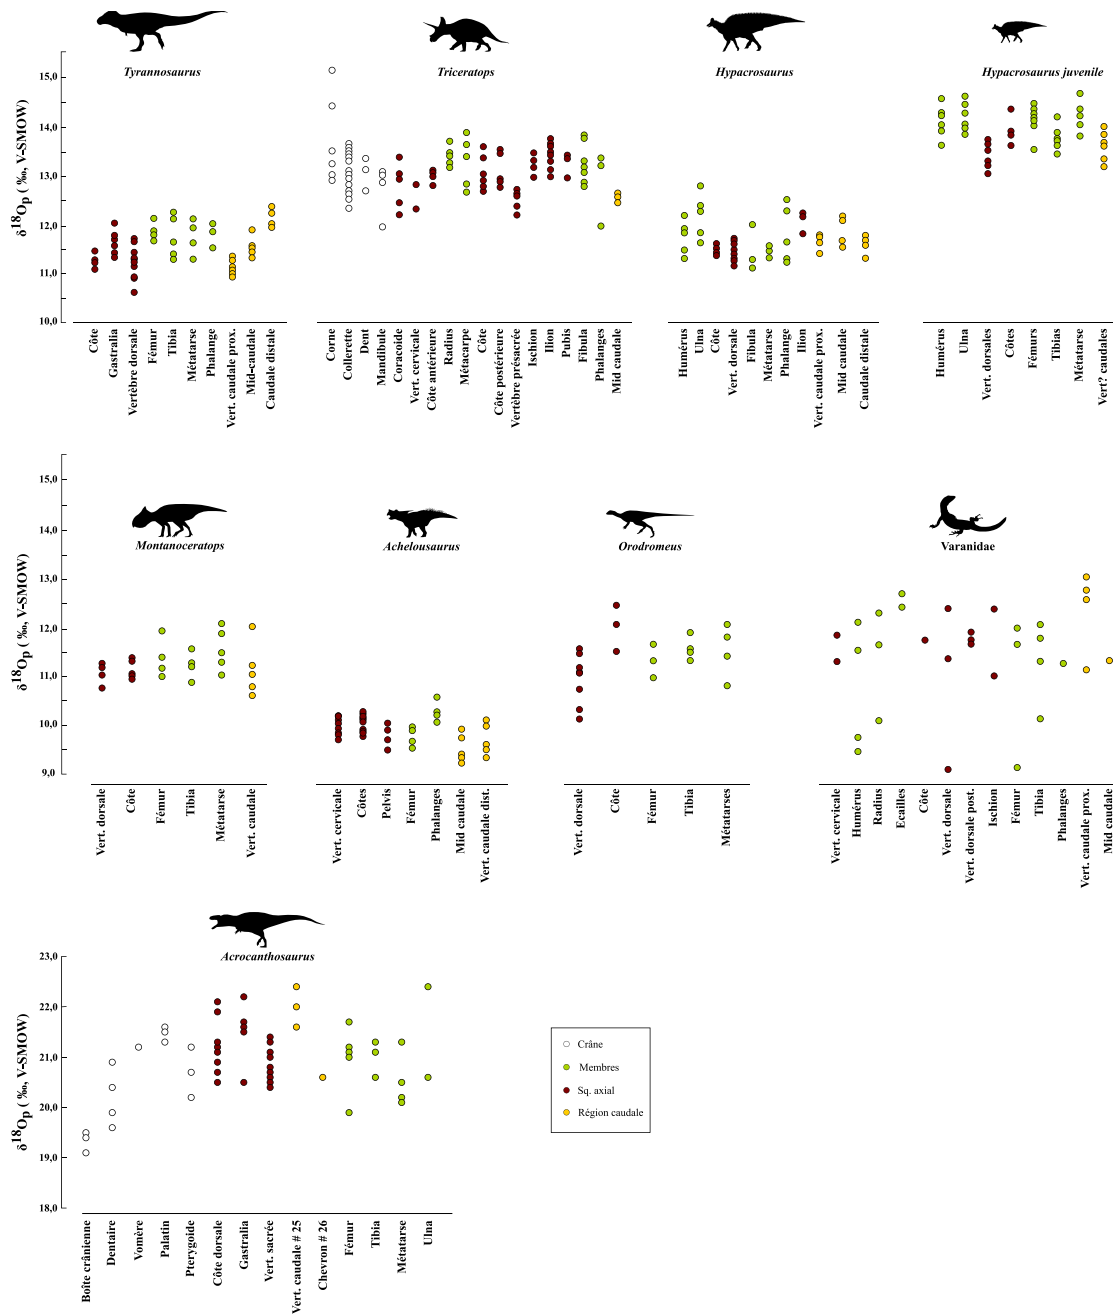 Tyrannosaurus
Triceratops
Hypacrosaurus
Hypacrosaurus juvenile
δ18Op ( ‰, V-SMOW)
15,0
14,0
13,0
12,0
11,0
10,0
Côte
Gastralia
Vertèbre dorsale
Fémur
Tibia
Métatarse
Phalange
Vert. caudale prox.
Mid-caudale
Caudale distale
Corne
Collerette
Dent
Mandibule
Coracoide
Vert. cervicale
Côte antérieure
Radius
Métacarpe
Côte
Côte postérieure
Vertèbre présacrée
Ischion
Ilion
Pubis
Fibula
Phalanges
Mid caudale
Humérus
Ulna
Côte
Vert. dorsale
Fibula
Métatarse
Phalange
Ilion
Vert. caudale prox.
Mid caudale
Caudale distale
Humérus
Ulna
Vert. dorsales
Côtes
Fémurs
Tibias
Métatarse
Vert? caudales
Montanoceratops
Achelousaurus
Orodromeus
Varanidae
δ18Op ( ‰, V-SMOW)
15,0
14,0
13,0
12,0
11,0
10,0
9,0
Vert. dorsale
Côte
Fémur
Tibia
Métatarse
Vert. caudale
Vert. cervicale
Côtes
Pelvis
Fémur
Phalanges
Mid caudale
Vert. caudale dist.
Vert. dorsale
Côte
Fémur
Tibia
Métatarses
Vert. cervicale
Humérus
Radius
Ecailles
Côte
Vert. dorsale
Vert. dorsale post.
Ischion
Fémur
Tibia
Phalanges
Vert. caudale prox.
Mid caudale
Acrocanthosaurus
δ18Op (‰, V-SMOW)
23,0
22,0
21,0
20,0
19,0
18,0
Boîte crânienne
Dentaire
Vomère
Palatin
Pterygoide
Côte dorsale
Gastralia
Vert. sacrée
Vert. caudale # 25
Chevron # 26
Fémur
Tibia
Métatarse
Ulna
Crâne
Membres
Sq. axial
Région caudale